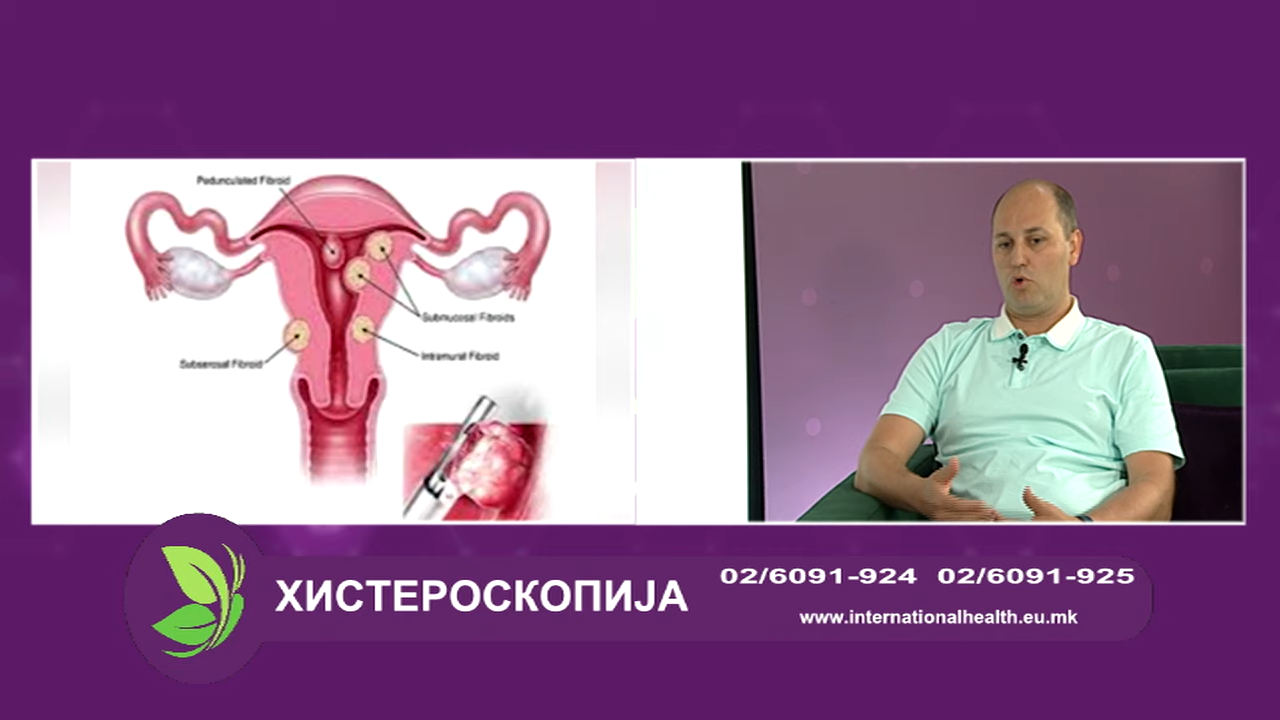 Pedunculated Fibroid
Submucosal Fibroids
Subserosal Fibroid
Intramural Fibroid
ХИСТЕРОСКОПИЈА
02/6091-924 02/6091-925
www.internationalhealth.eu.mk